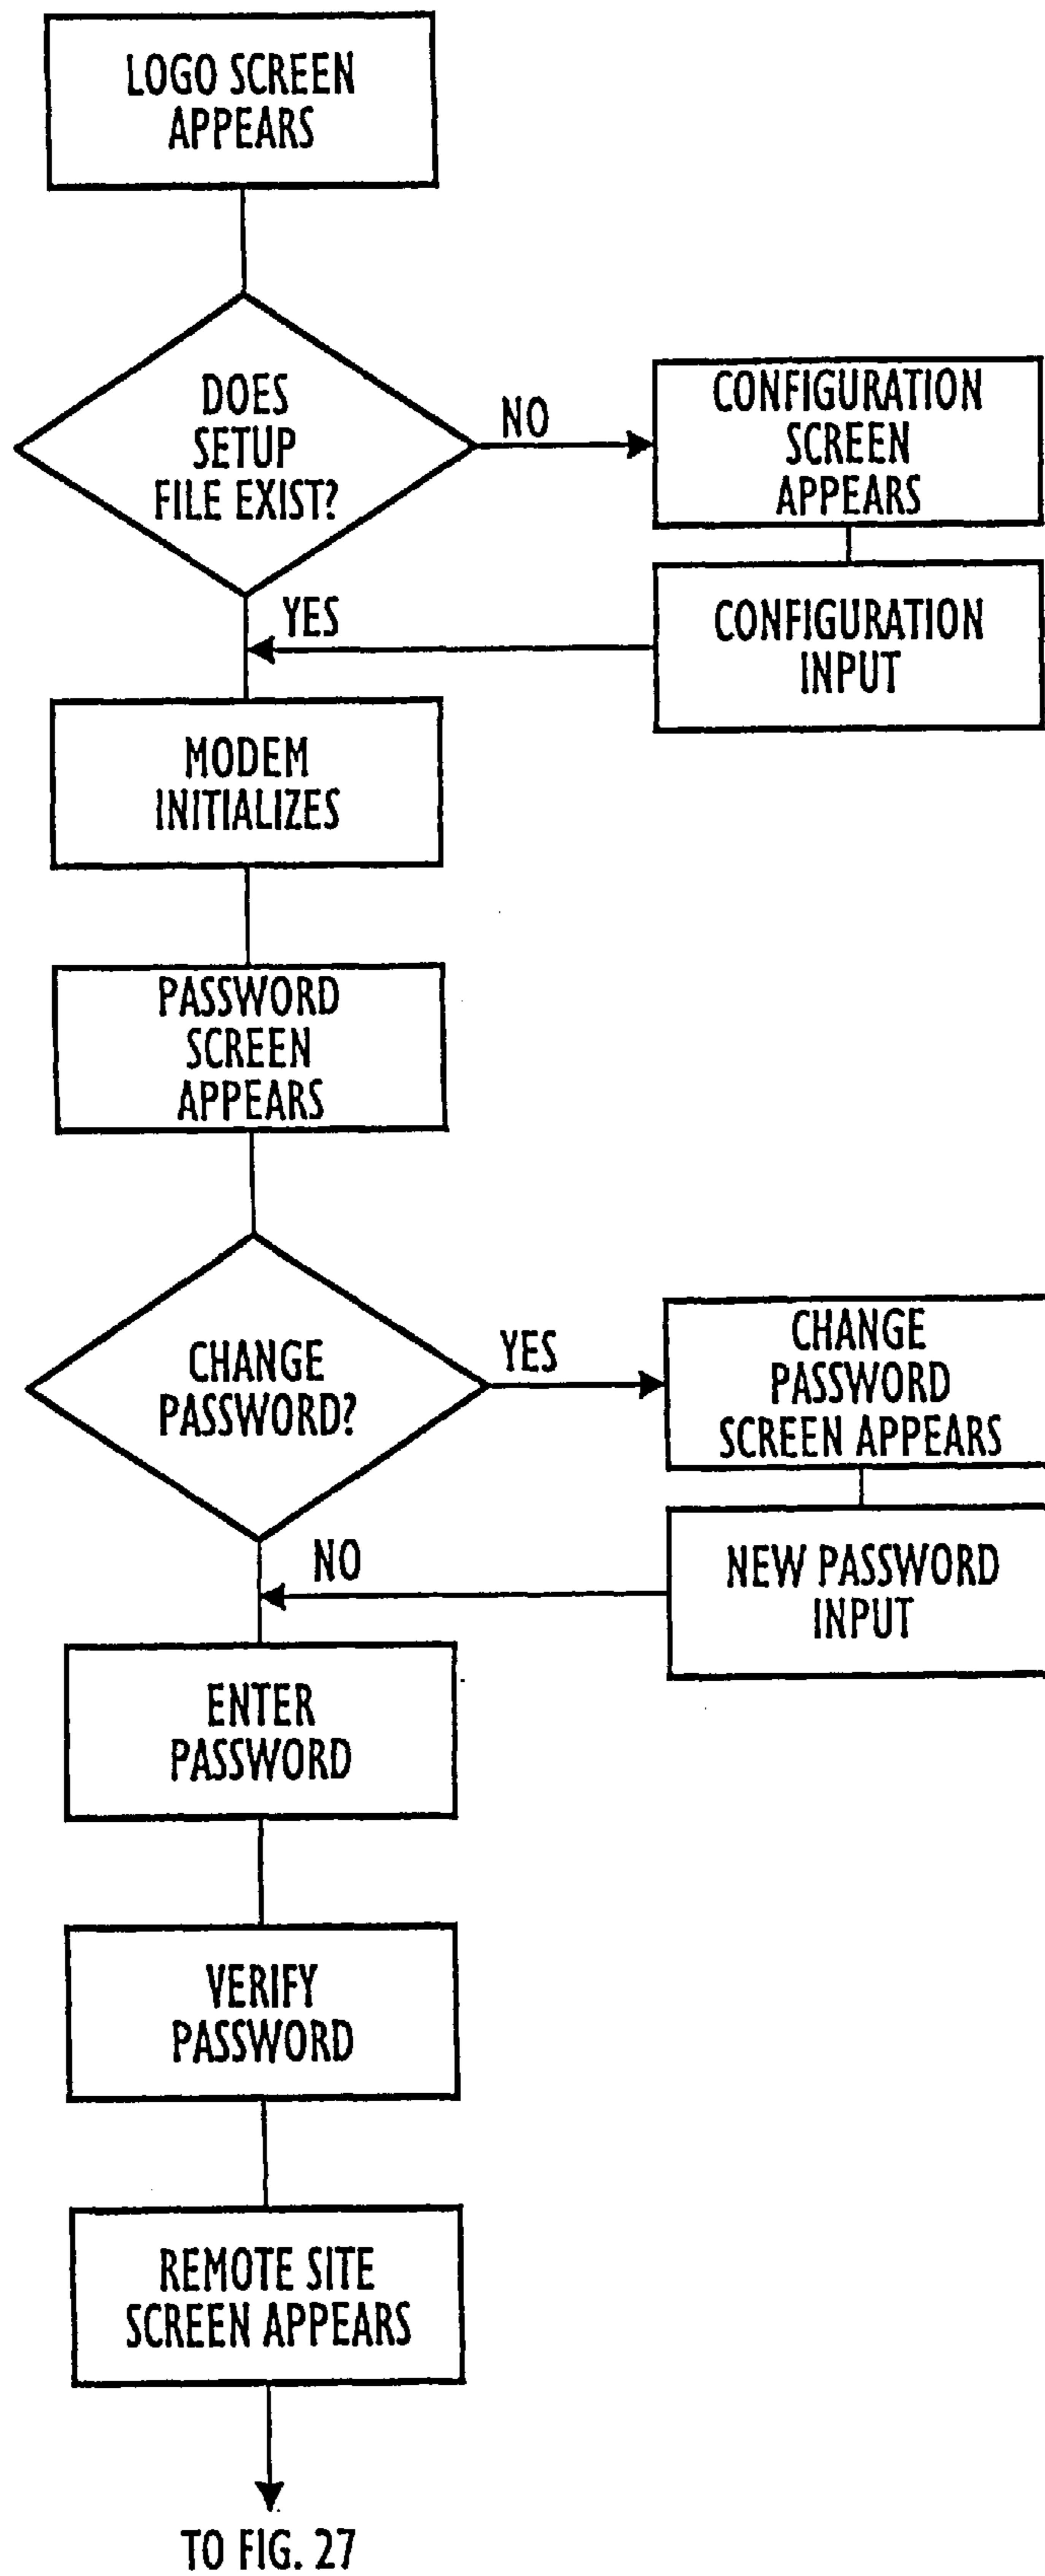 LOGO SCREEN
APPEARS
DOES
SETUP
FILE EXIST?
NO
CONFIGURATION
SCREEN
APPEARS
YES
CONFIGURATION
INPUT
MODEM
INITIALIZES
PASSWORD
SCREEN
APPEARS
CHANGE
PASSWORD?
YES
CHANGE
PASSWORD
SCREEN APPEARS
NO
NEW PASSWORD
INPUT
ENTER
PASSWORD
VERIFY
PASSWORD
REMOTE SITE
SCREEN APPEARS
TO FIG. 27